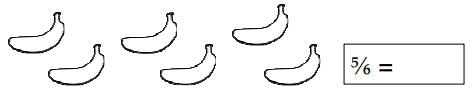 ⅚ =